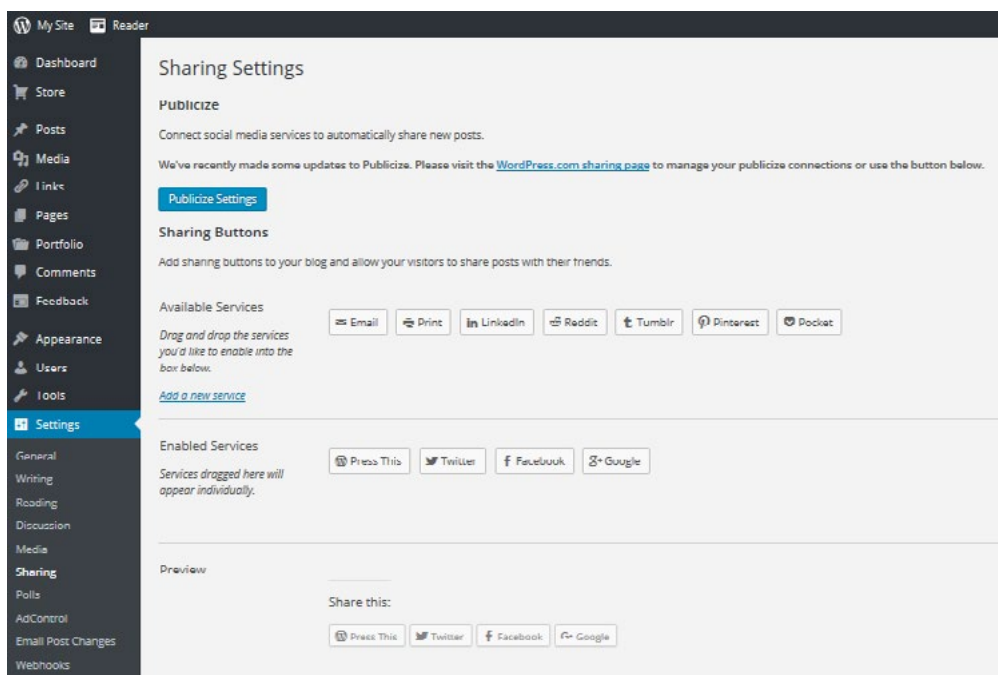 My Site Reader
Dashboard
Store
Posts
Media
Links
Pages
Portfolio
Comments
Feedback
Appearance
Users
Tools
Settings
General
Writing
Reading
Discussion
Media
Sharing
Polls
AdControl
Email Post Changes
Webhooks
Sharing Settings
Publicize
Connect social media services to automatically share new posts.
We've recently made some updates to Publicize. Please visit the WordPress.com sharing page to manage your publicize connections or use the button below.
Publicize Settings
Sharing Buttons
Add sharing buttons to your blog and allow your visitors to share posts with their friends.
Available Services
Drag and drop the services
you'd like to enable into the
box below.
Add a new service
Email Print LinkedIn Reddit Tumblr Pinterest Pocket
Enabled Services
Services dragged here will
appear individually.
Press This Twitter Facebook Google
Preview
Share this:
Press This Twitter Facebook Google